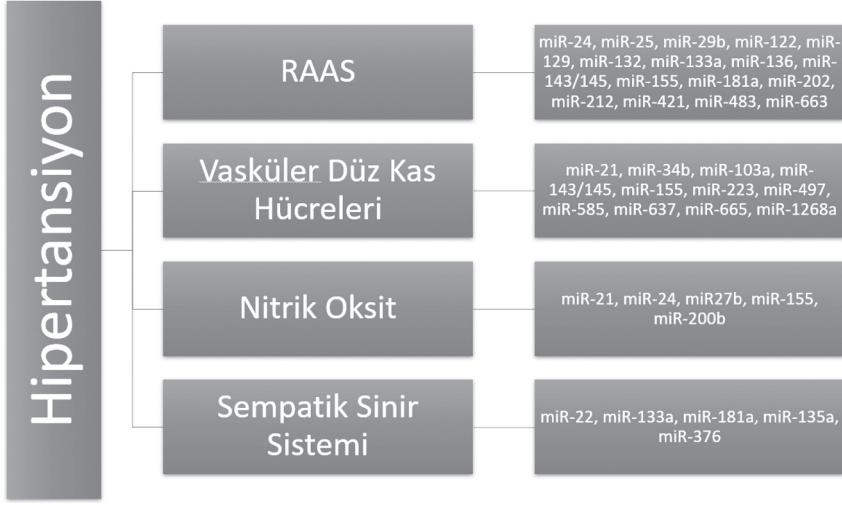 Hipertansiyon
RAAS
miR-24, miR-25, miR-29b, miR-122, miR-
129, miR-132, miR-133a, miR-136, miR-
143/145, miR-155, miR-181a, miR-202,
miR-212, miR-421, miR-483, miR-663
Vasküler Düz Kas
Hücreleri
miR-21, miR-34b, miR-103a, miR-
143/145, miR-155, miR-223, miR-497,
miR-585, miR-637, miR-665, miR-1268a
Nitrik Oksit
miR-21, miR-24, miR27b, miR-155,
miR-200b
Sempatik Sinir
Sistemi
miR-22, miR-133a, miR-181a, miR-135a,
miR-376